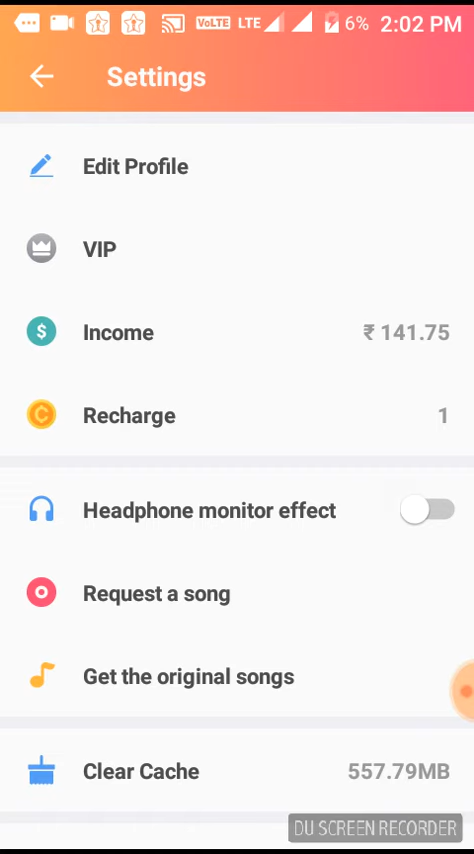 VoLTE LTE 6% 2:02 PM
Settings
Edit Profile
VIP
Income ₹ 141.75
Recharge 1
Headphone monitor effect
Request a song
Get the original songs
Clear Cache 557.79MB
DU SCREEN RECORDER